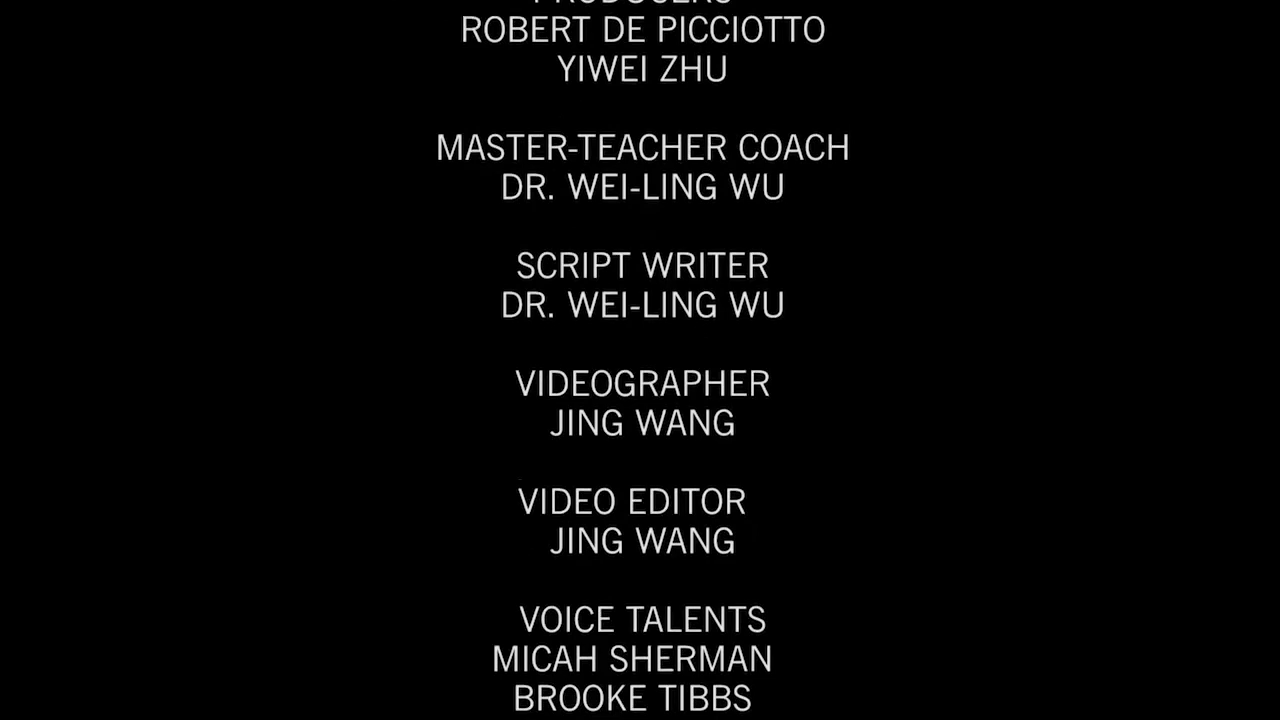 PRODUCERS
ROBERT DE PICCIOTTO
YIWEI ZHU
MASTER-TEACHER COACH
DR. WEI-LING WU
SCRIPT WRITER
DR. WEI-LING WU
VIDEOGRAPHER
JING WANG
VIDEO EDITOR
JING WANG
VOICE TALENTS
MICAH SHERMAN
BROOKE TIBBS